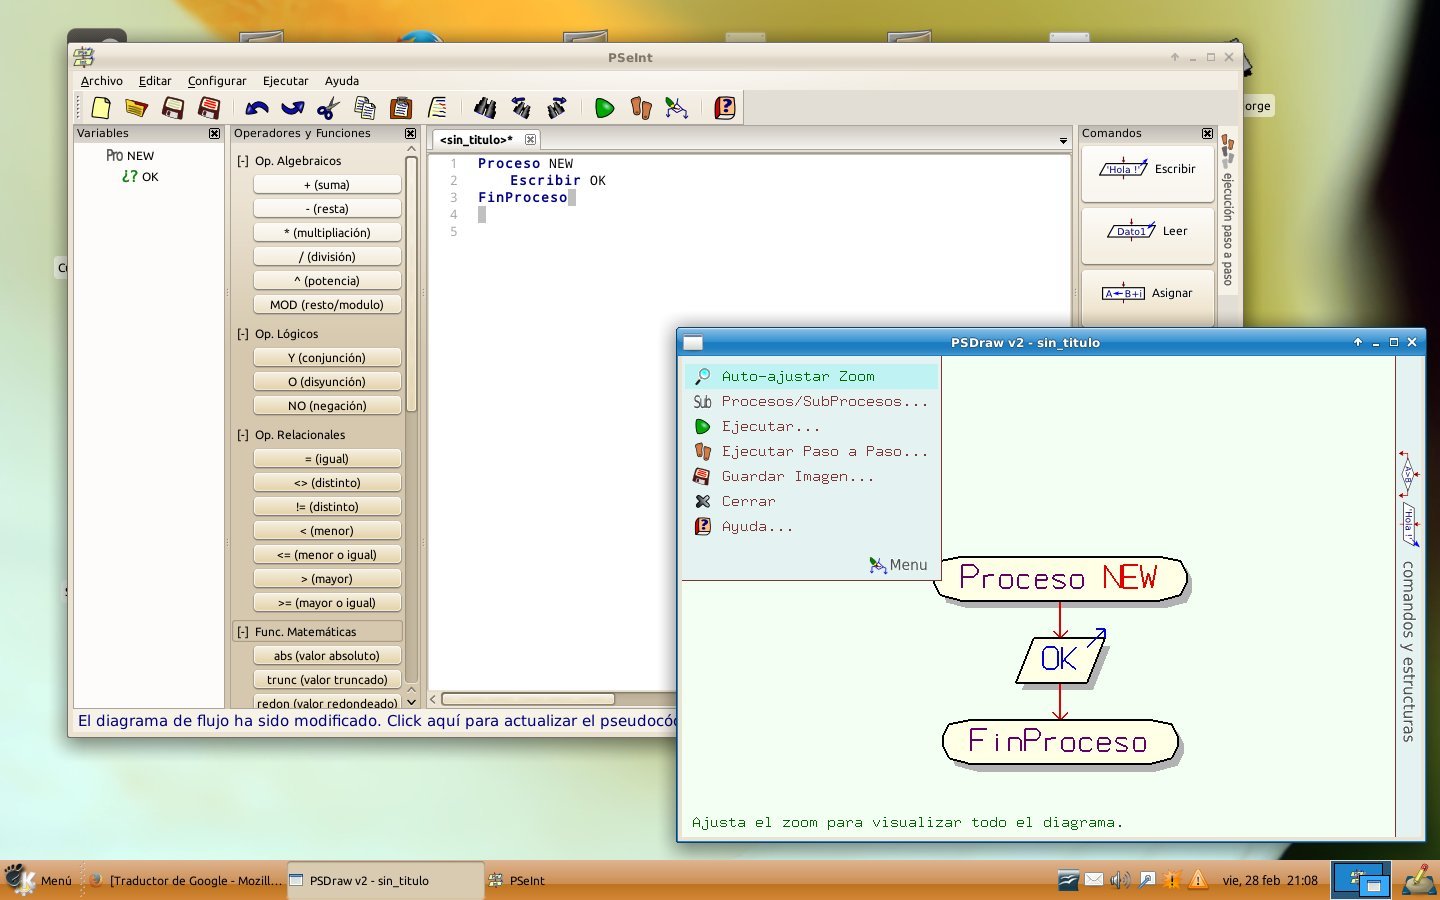 PSeInt
Archivo Editar Configurar Ejecutar Ayuda
Variables
Pro NEW
¿? OK
Operadores y Funciones
[-] Op. Algebraicos
+ (suma)
- (resta)
* (multipliación)
/ (división)
^ (potencia)
MOD (resto/modulo)
[-] Op. Lógicos
Y (conjunción)
O (disyunción)
NO (negación)
[-] Op. Relacionales
= (igual)
<> (distinto)
!= (distinto)
< (menor)
<= (menor o igual)
> (mayor)
>= (mayor o igual)
[-] Func. Matemáticas
abs (valor absoluto)
trunc (valor truncado)
redon (valor redondeado)
<sin_titulo>*
1 Proceso NEW
2 Escribir OK
3 FinProceso
4
5
Comandos
'Hola !' Escribir
Dato1 Leer
A←B+i Asignar
ejecución paso a paso
orge
El diagrama de flujo ha sido modificado. Click aquí para actualizar el pseudocó
PSDraw v2 - sin_titulo
Auto-ajustar Zoom
Sub Procesos/SubProcesos...
Ejecutar...
Ejecutar Paso a Paso...
Guardar Imagen...
Cerrar
Ayuda...
Menu
Proceso NEW
OK
FinProceso
A>B
'Hola !'
comandos y estructuras
Ajusta el zoom para visualizar todo el diagrama.
Menú
[Traductor de Google - Mozill...
PSDraw v2 - sin_titulo
PSeInt
vie, 28 feb 21:08